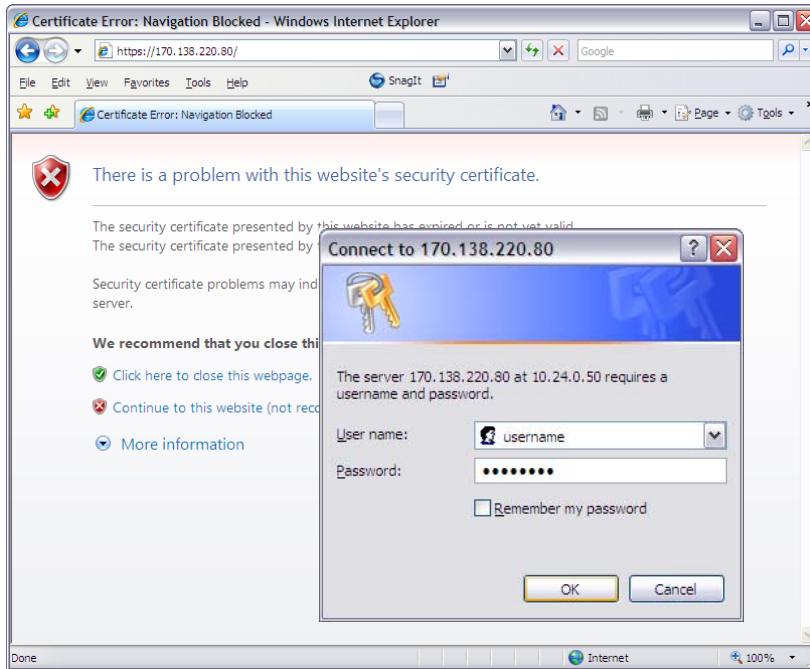 Certificate Error: Navigation Blocked - Windows Internet Explorer
https://170.138.220.80/
Google
File Edit View Favorites Tools Help SnagIt
Certificate Error: Navigation Blocked
Page Tools
There is a problem with this website's security certificate.
The security certificate presented by this website has expired or is not yet valid.
The security certificate presented by
Security certificate problems may ind
server.
We recommend that you close thi
Click here to close this webpage.
Continue to this website (not rec
More information
Connect to 170.138.220.80
The server 170.138.220.80 at 10.24.0.50 requires a
username and password.
User name: username
Password: ••••••••
Remember my password
OK Cancel
Done Internet 100%